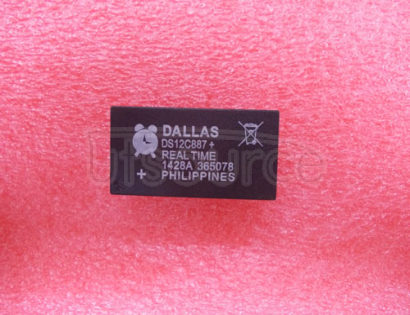 DALLAS
DS12C887+
REAL TIME
1428A 365078
+ PHILIPPINES